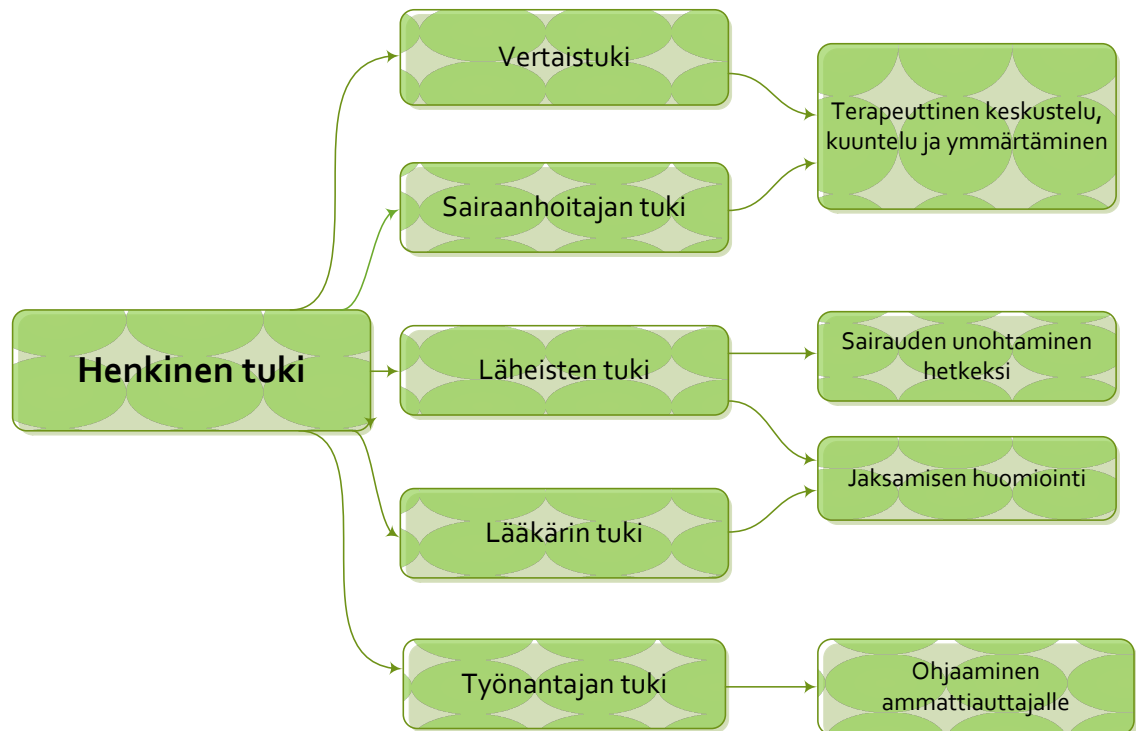 Henkinen tuki
Vertaistuki
Sairaanhoitajan tuki
Läheisten tuki
Lääkärin tuki
Työnantajan tuki
Terapeuttinen keskustelu,
kuuntelu ja ymmärtäminen
Sairauden unohtaminen
hetkeksi
Jaksamisen huomiointi
Ohjaaminen
ammattiauttajalle